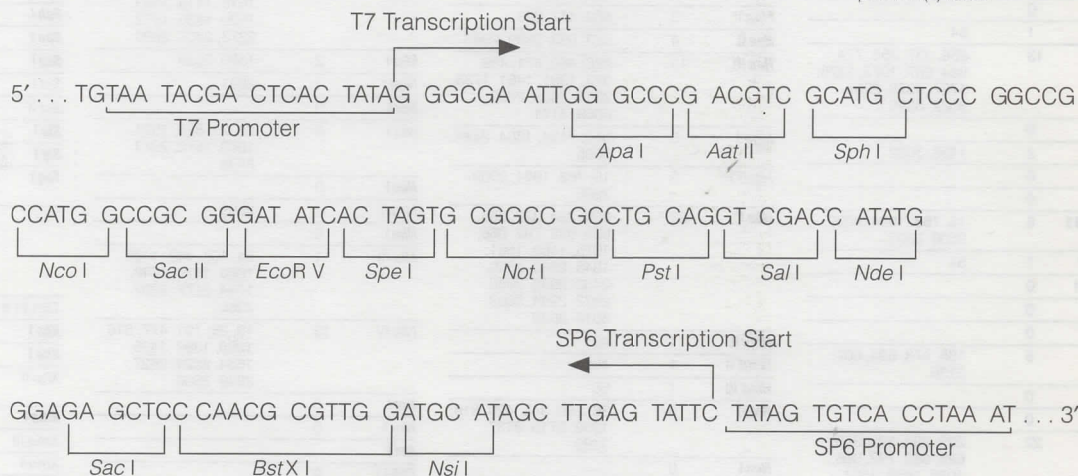 T7 Transcription Start
5′ . . . TGTAA TACGA CTCAC TATAG GGCGA ATTGG GCCCG ACGTC GCATG CTCCC GGCCG
T7 Promoter
Apa I Aat II Sph I
CCATG GCCGC GGGAT ATCAC TAGTG CGGCC GCCTG CAGGT CGACC ATATG
Nco I Sac II EcoR V Spe I Not I Pst I Sal I Nde I
SP6 Transcription Start
GGAGA GCTCC CAACG CGTTG GATGC ATAGC TTGAG TATTC TATAG TGTCA CCTAA AT . . . 3′
SP6 Promoter
Sac I BstX I Nsi I